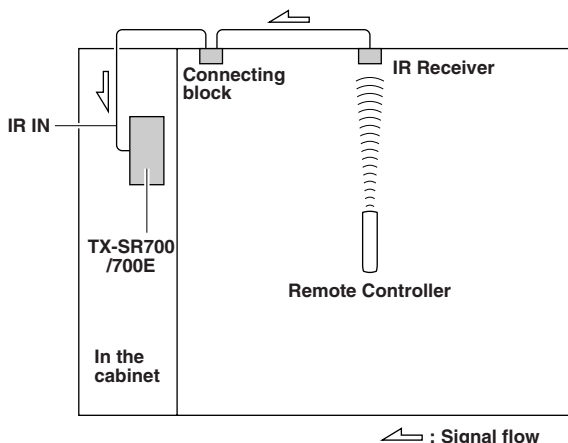 Connecting
block
IR Receiver
IR IN
TX-SR700
/700E
Remote Controller
In the
cabinet
: Signal flow